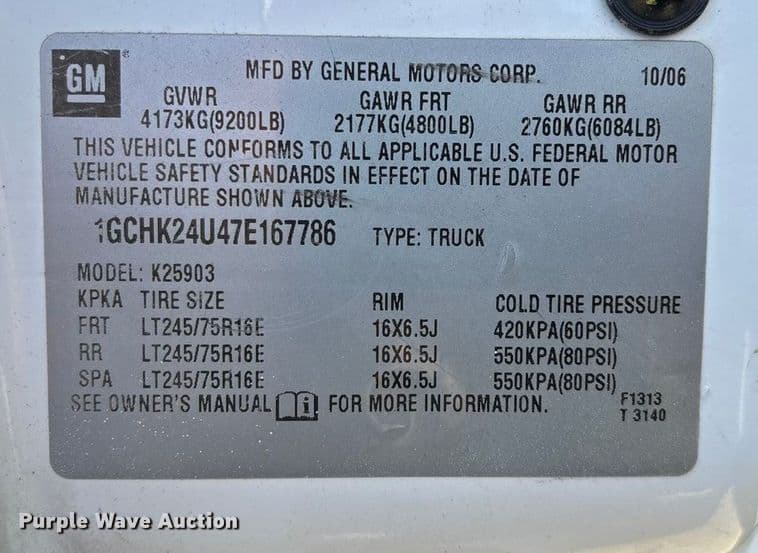 GM ®
MFD BY GENERAL MOTORS CORP. 10/06
GVWR GAWR FRT GAWR RR
4173KG(9200LB) 2177KG(4800LB) 2760KG(6084LB)
THIS VEHICLE CONFORMS TO ALL APPLICABLE U.S. FEDERAL MOTOR
VEHICLE SAFETY STANDARDS IN EFFECT ON THE DATE OF
MANUFACTURE SHOWN ABOVE.
1GCHK24U47E167786 TYPE: TRUCK
MODEL: K25903
KPKA TIRE SIZE RIM COLD TIRE PRESSURE
FRT LT245/75R16E 16X6.5J 420KPA(60PSI)
RR LT245/75R16E 16X6.5J 550KPA(80PSI)
SPA LT245/75R16E 16X6.5J 550KPA(80PSI)
SEE OWNER'S MANUAL i FOR MORE INFORMATION. F1313
T 3140
Purple Wave Auction